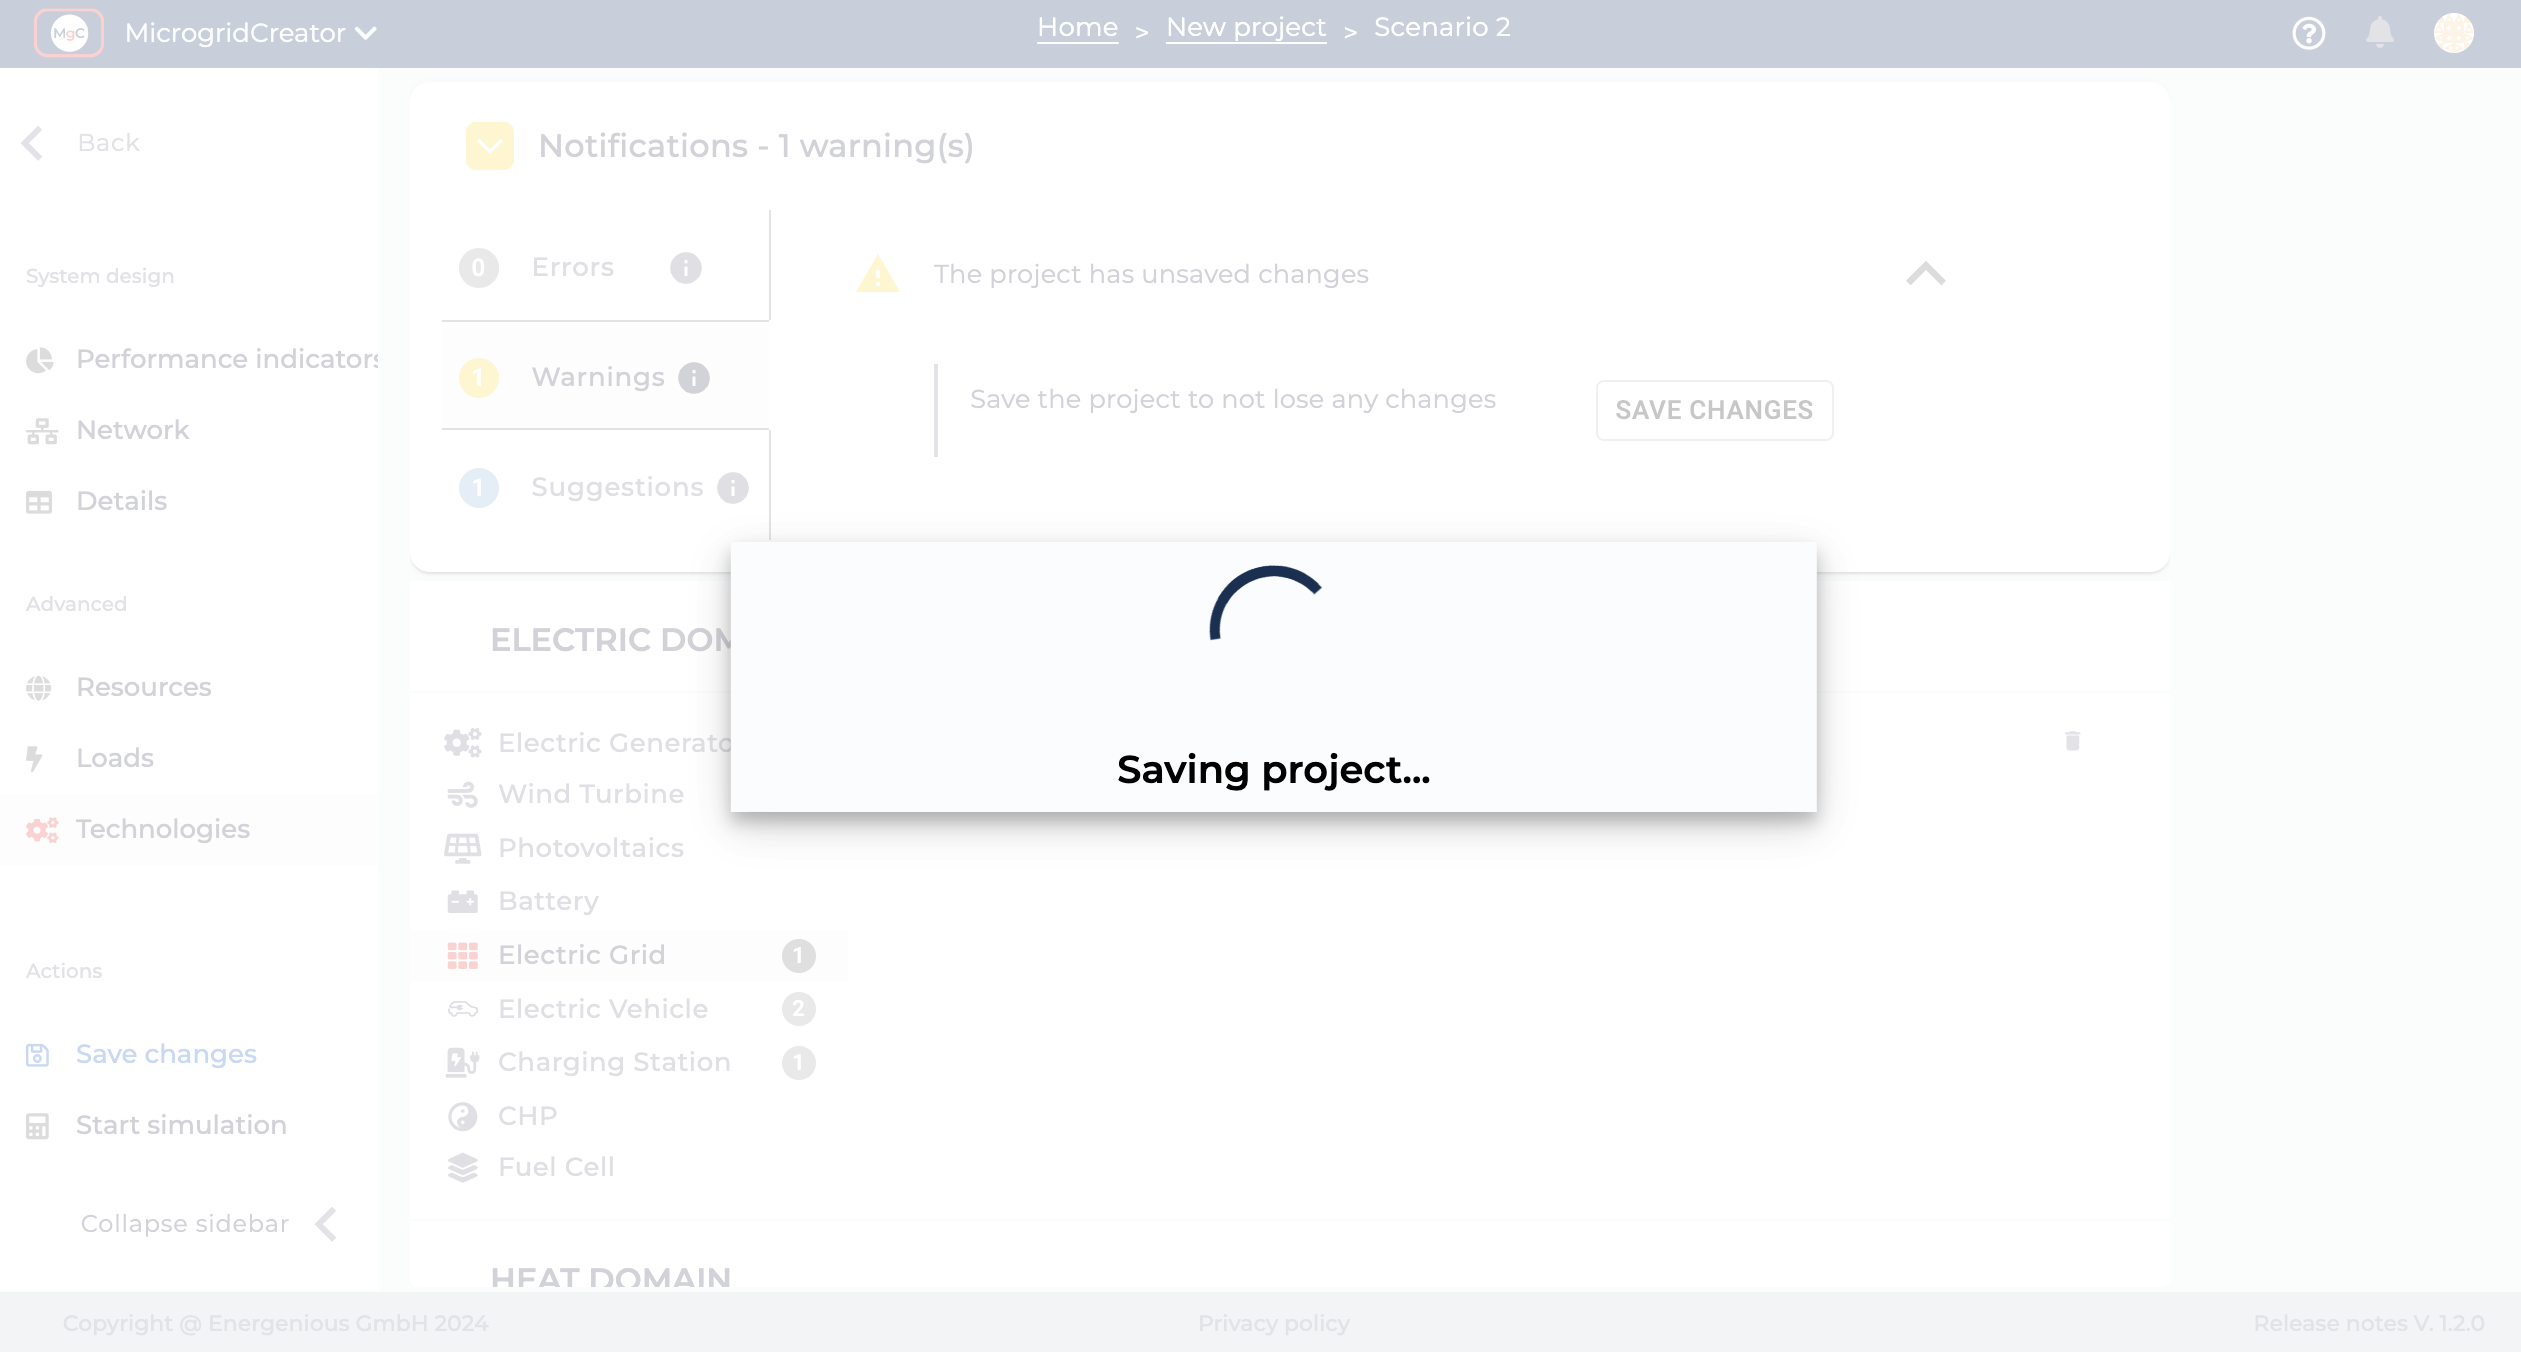 MgC MicrogridCreator
Home > New project > Scenario 2
Back
System design
Performance indicators
Network
Details
Advanced
Resources
Loads
Technologies
Actions
Save changes
Start simulation
Collapse sidebar
Notifications - 1 warning(s)
0 Errors
1 Warnings
1 Suggestions
The project has unsaved changes
Save the project to not lose any changes
SAVE CHANGES
Saving project...
ELECTRIC DOM
Electric Generato
Wind Turbine
Photovoltaics
Battery
Electric Grid 1
Electric Vehicle 2
Charging Station 1
CHP
Fuel Cell
HEAT DOMAIN
Copyright @ Energenious GmbH 2024
Privacy policy
Release notes V. 1.2.0